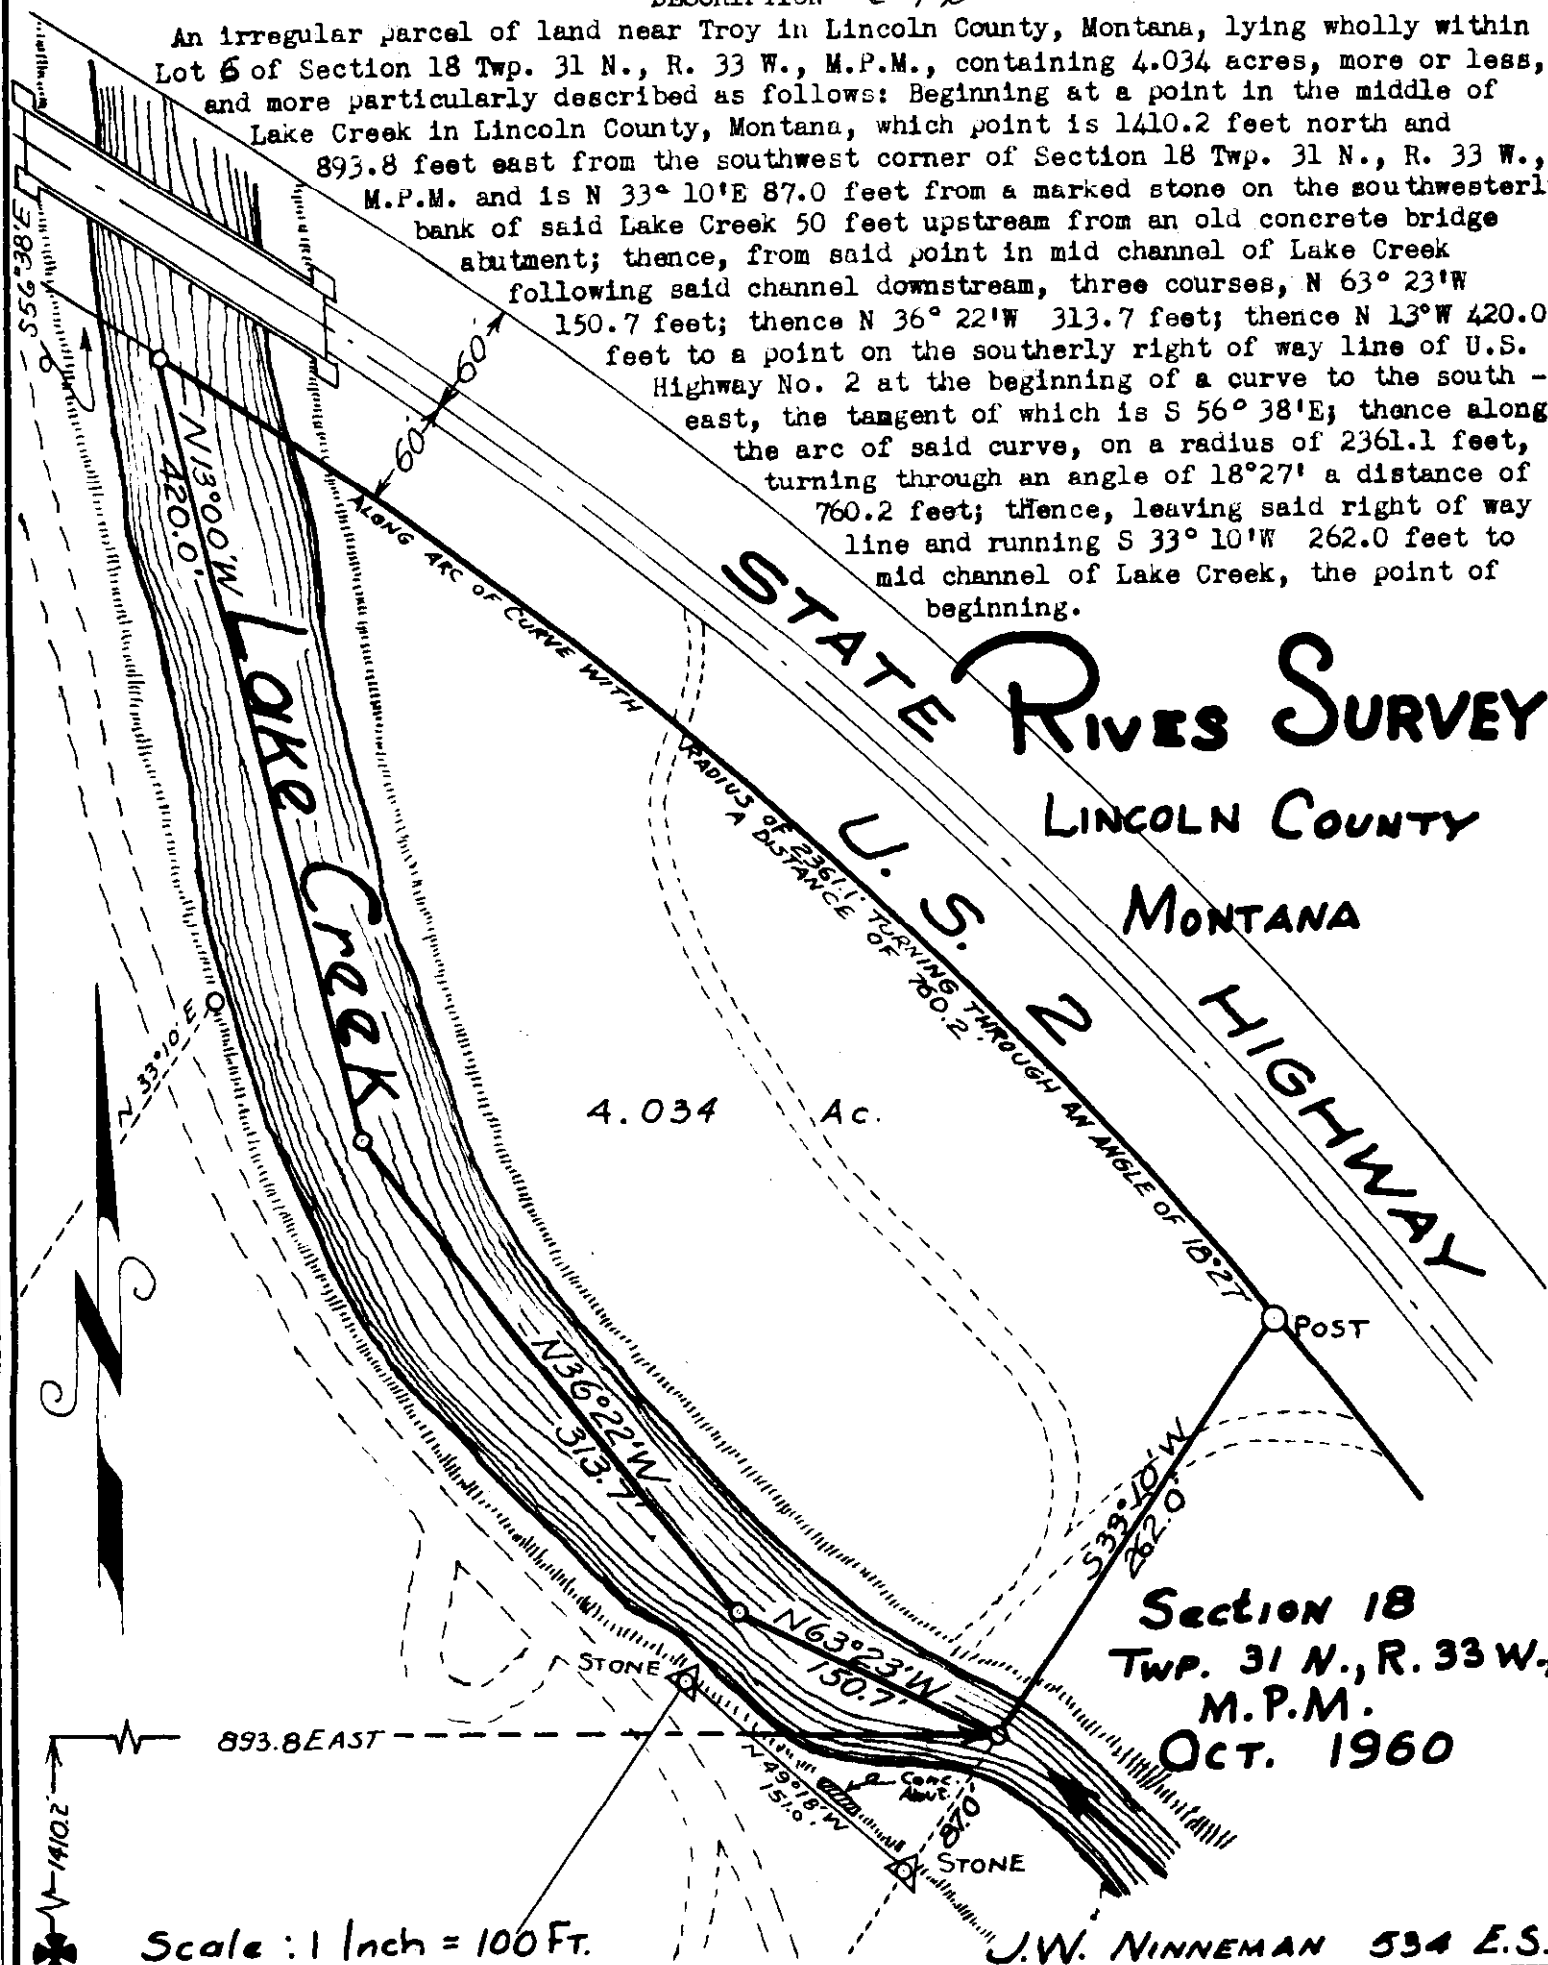 DESCRIPTION
An irregular parcel of land near Troy in Lincoln County, Montana, lying wholly within
Lot 6 of Section 18 Twp. 31 N., R. 33 W., M.P.M., containing 4.034 acres, more or less,
and more particularly described as follows: Beginning at a point in the middle of
Lake Creek in Lincoln County, Montana, which point is 1410.2 feet north and
893.8 feet east from the southwest corner of Section 18 Twp. 31 N., R. 33 W.,
M.P.M. and is N 33° 10'E 87.0 feet from a marked stone on the southwesterl
bank of said Lake Creek 50 feet upstream from an old concrete bridge
abutment; thence, from said point in mid channel of Lake Creek
following said channel downstream, three courses, N 63° 23'W
150.7 feet; thence N 36° 22'W 313.7 feet; thence N 13°W 420.0
feet to a point on the southerly right of way line of U.S.
Highway No. 2 at the beginning of a curve to the south -
east, the tangent of which is S 56° 38'E; thence along
the arc of said curve, on a radius of 2361.1 feet,
turning through an angle of 18°27' a distance of
760.2 feet; tHence, leaving said right of way
line and running S 33° 10'W 262.0 feet to
mid channel of Lake Creek, the point of
beginning.
S56°38'E
60'
60'
N13°00'W
420.0'
ALONG ARC OF CURVE WITH
RADIUS OF 2361.1' TURNING THROUGH AN ANGLE OF 18°27'
A DISTANCE OF 760.2'
STATE
U.S. 2
HIGHWAY
RIVES SURVEY
LINCOLN COUNTY
MONTANA
Lake Creek
N 33°10' E
4.034 Ac.
POST
N36°22'W
313.7'
S33°10'W
262.0'
N63°23'W
150.7'
STONE
893.8 EAST
N 49°18'W
151.0'
Conc.
Abut.
87.0'
STONE
Section 18
TWP. 31 N., R. 33 W.,
M.P.M.
OCT. 1960
1410.2'
Scale : 1 Inch = 100 FT.
J.W. NINNEMAN 534 E.S.